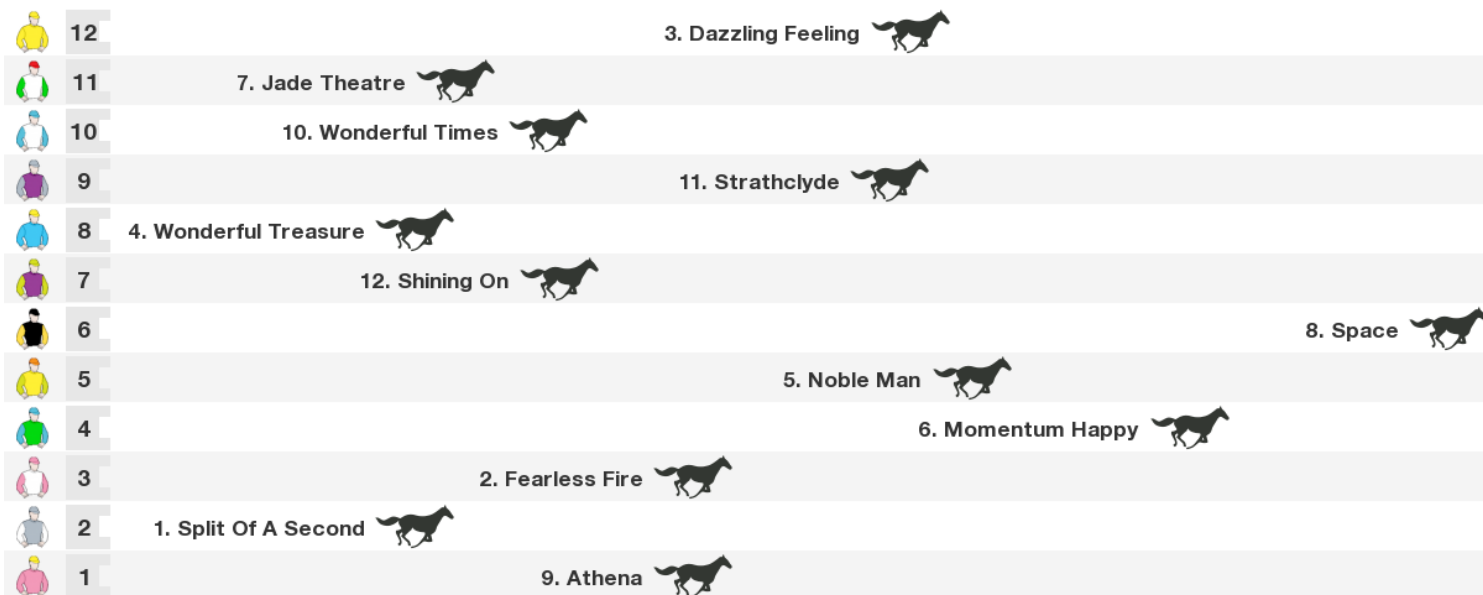 12 3. Dazzling Feeling
11 7. Jade Theatre
10 10. Wonderful Times
9 11. Strathclyde
8 4. Wonderful Treasure
7 12. Shining On
6 8. Space
5 5. Noble Man
4 6. Momentum Happy
3 2. Fearless Fire
2 1. Split Of A Second
1 9. Athena